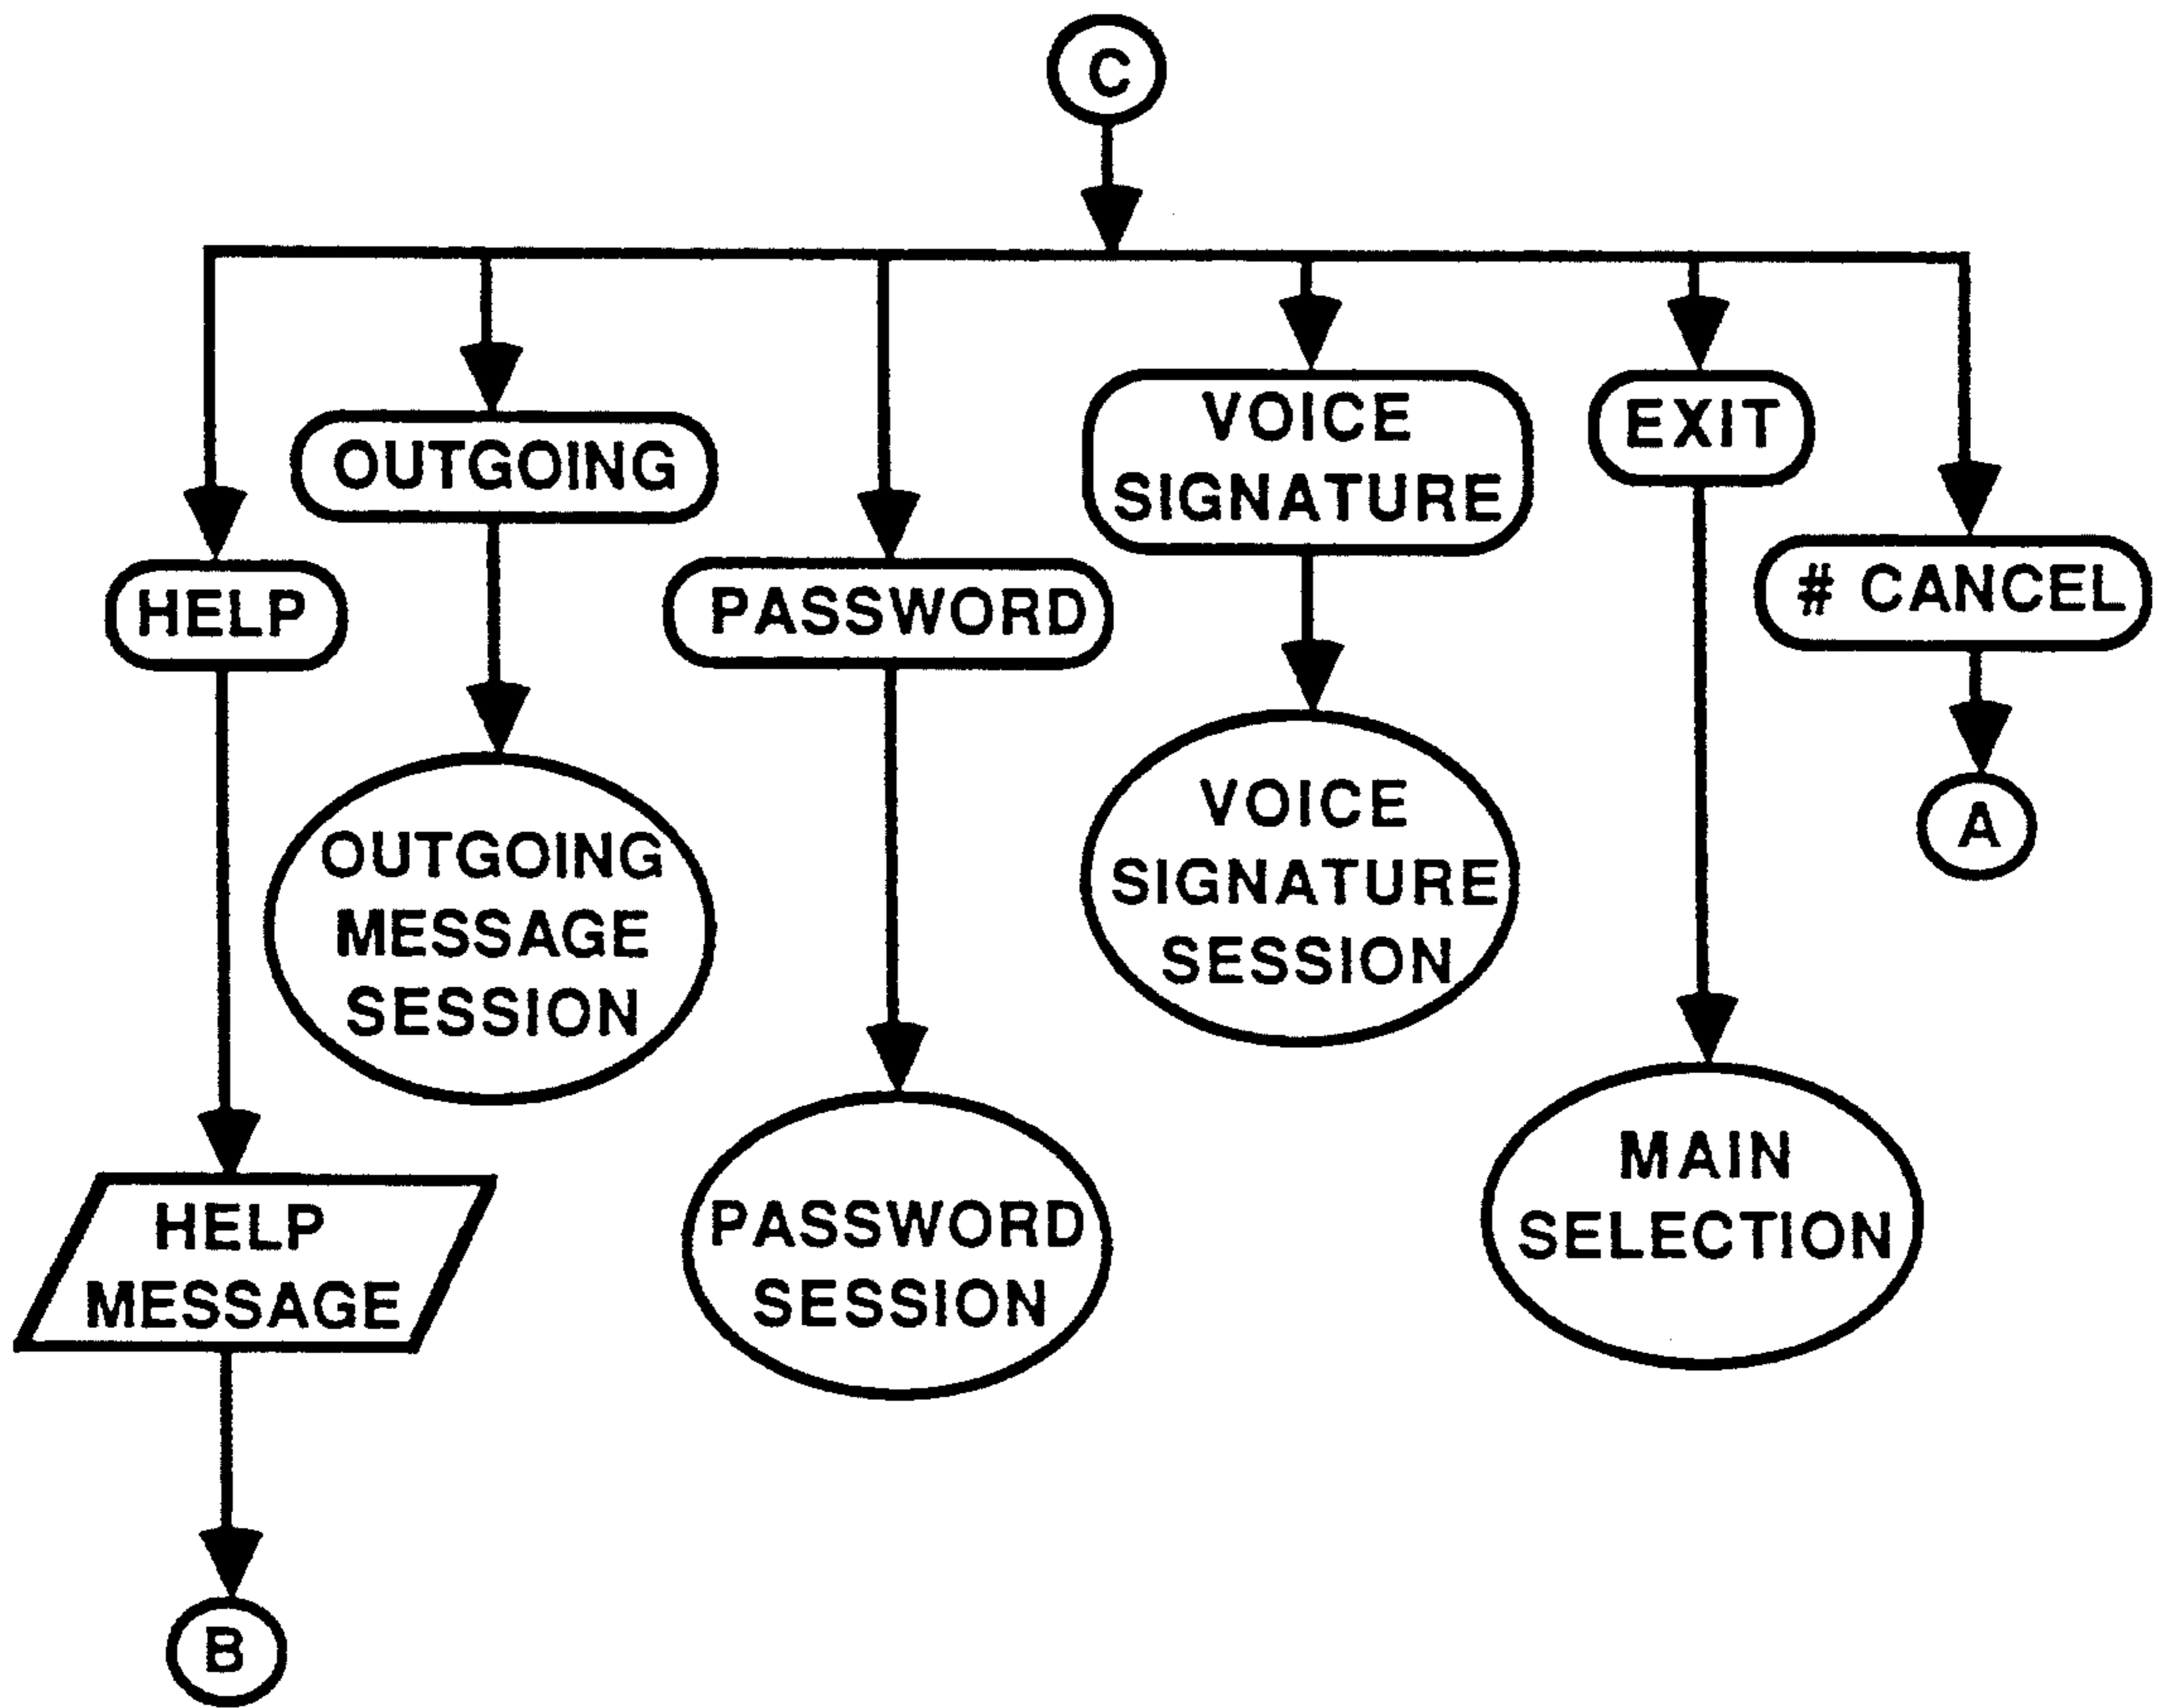 C
OUTGOING
HELP
PASSWORD
VOICE
SIGNATURE
EXIT
# CANCEL
OUTGOING
MESSAGE
SESSION
VOICE
SIGNATURE
SESSION
A
HELP
MESSAGE
PASSWORD
SESSION
MAIN
SELECTION
B